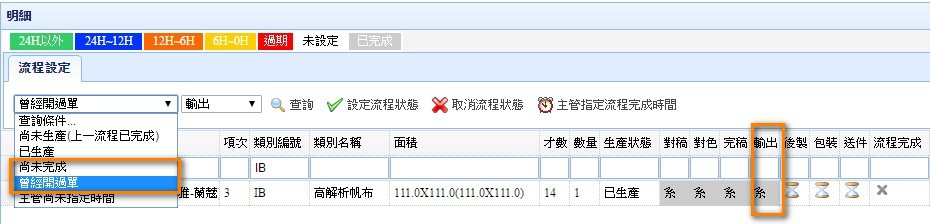 明細
24H以外 24H~12H 12H~6H 6H~0H 過期 未設定 已完成
流程設定
曾經開過單 輸出 查詢 設定流程狀態 取消流程狀態 主管指定流程完成時間
查詢條件...
尚未生產(上一流程已完成)
已生產
尚未完成
曾經開過單
主管尚未指定時間
項次 類別編號 類別名稱 面積 才數 數量 生產狀態 對稿 對色 完稿 輸出 後製 包裝 送件 流程完成
IB
雅-蘭蔻 3 IB 高解析帆布 111.0X111.0(111.0X111.0) 14 1 已生產 糸 糸 糸 糸